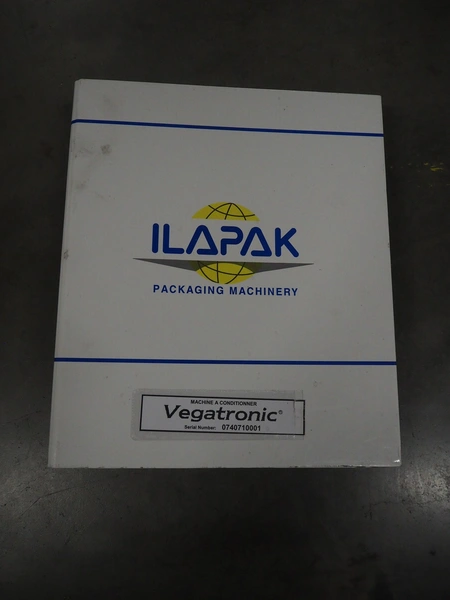 ILAPAK
PACKAGING MACHINERY
MACHINE A CONDITIONNER
Vegatronic©
Serial Number: 0740710001